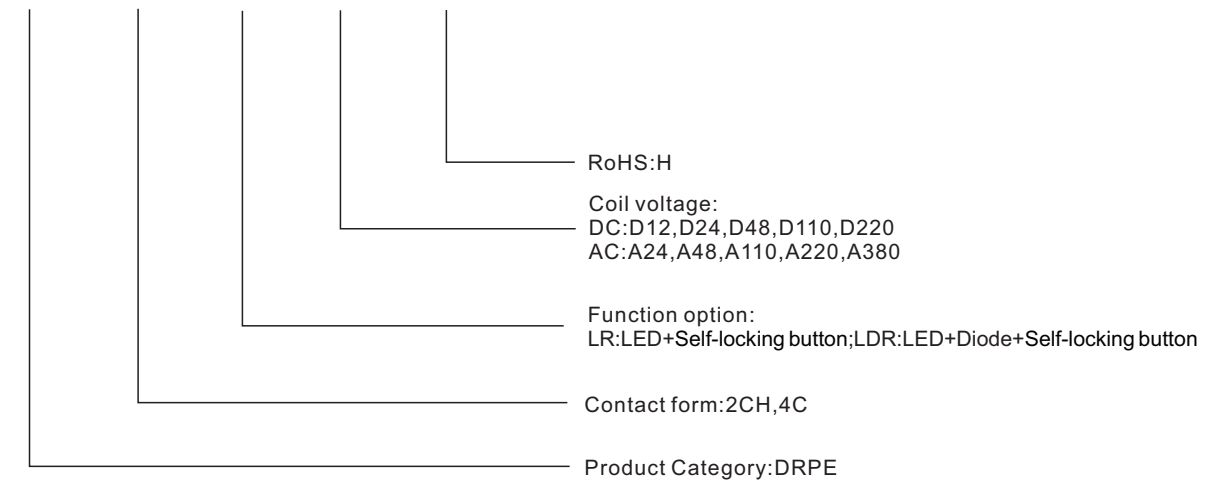 RoHS:H
Coil voltage:
DC:D12,D24,D48,D110,D220
AC:A24,A48,A110,A220,A380
Function option:
LR:LED+Self-locking button;LDR:LED+Diode+Self-locking button
Contact form:2CH,4C
Product Category:DRPE